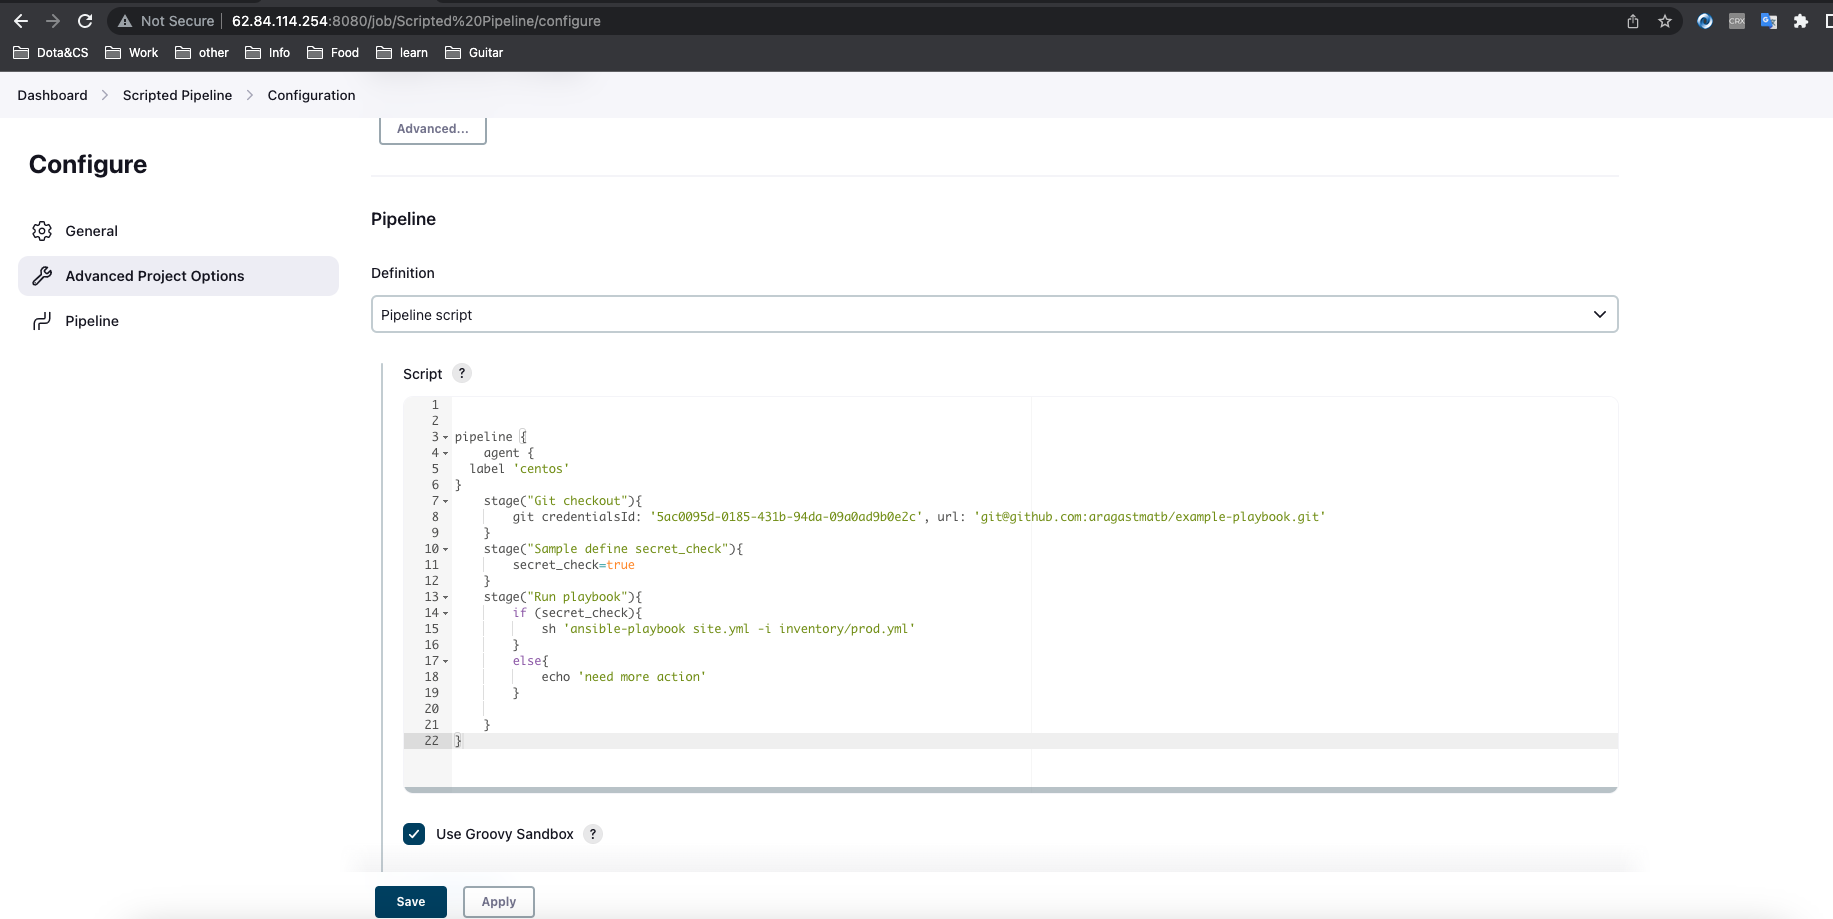 Not Secure | 62.84.114.254:8080/job/Scripted%20Pipeline/configure
CRX
G
Dota&CS Work other Info Food learn Guitar
Dashboard > Scripted Pipeline > Configuration
Advanced...
Configure
General
Advanced Project Options
Pipeline
Pipeline
Definition
Pipeline script
Script ?
1
2
3 pipeline {
4     agent {
5   label 'centos'
6 }
7     stage("Git checkout"){
8         git credentialsId: '5ac0095d-0185-431b-94da-09a0ad9b0e2c', url: 'git@github.com:aragastmatb/example-playbook.git'
9     }
10     stage("Sample define secret_check"){
11         secret_check=true
12     }
13     stage("Run playbook"){
14         if (secret_check){
15             sh 'ansible-playbook site.yml -i inventory/prod.yml'
16         }
17         else{
18             echo 'need more action'
19         }
20
21     }
22 }
Use Groovy Sandbox ?
Save Apply